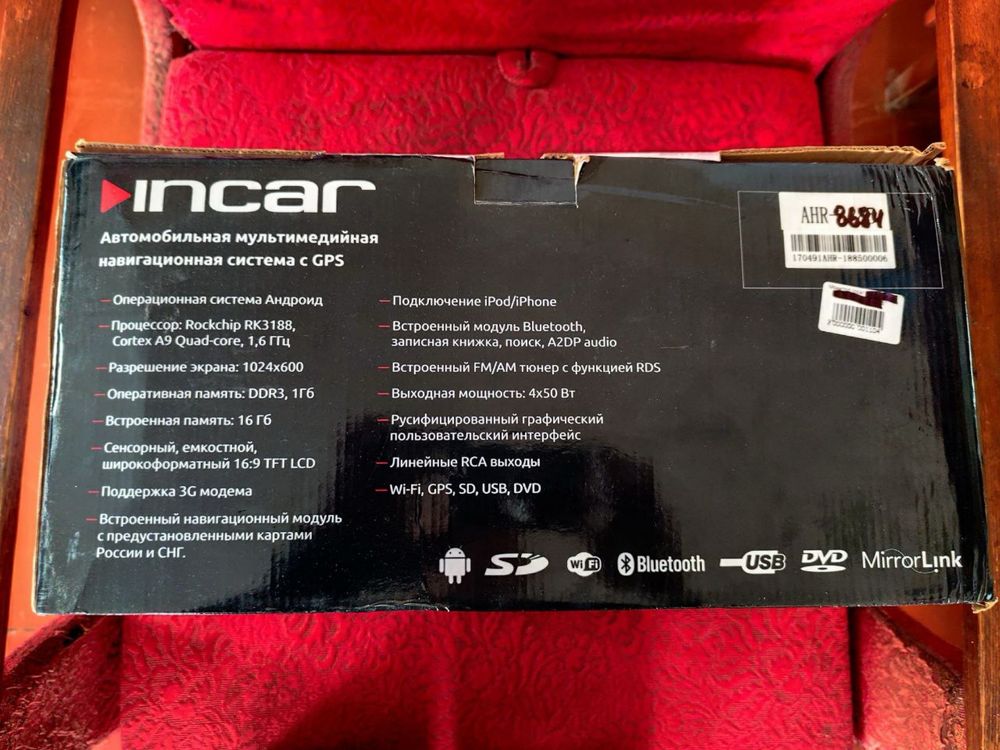 incar
Автомобильная мультимедийная
навигационная система с GPS
— Операционная система Андроид
— Процессор: Rockchip RK3188,
Cortex A9 Quad-core, 1,6 ГГц
— Разрешение экрана: 1024x600
— Оперативная память: DDR3, 1Гб
— Встроенная память: 16 Гб
— Сенсорный, емкостной,
широкоформатный 16:9 TFT LCD
— Поддержка 3G модема
— Встроенный навигационный модуль
с предустановленными картами
России и СНГ.
— Подключение iPod/iPhone
— Встроенный модуль Bluetooth,
записная книжка, поиск, A2DP audio
— Встроенный FM/AM тюнер с функцией RDS
— Выходная мощность: 4x50 Вт
— Русифицированный графический
пользовательский интерфейс
— Линейные RCA выходы
— Wi-Fi, GPS, SD, USB, DVD
AHR-8684
170491AHR-188500006
SD
Wi Fi
Bluetooth
USB
DVD
MirrorLink